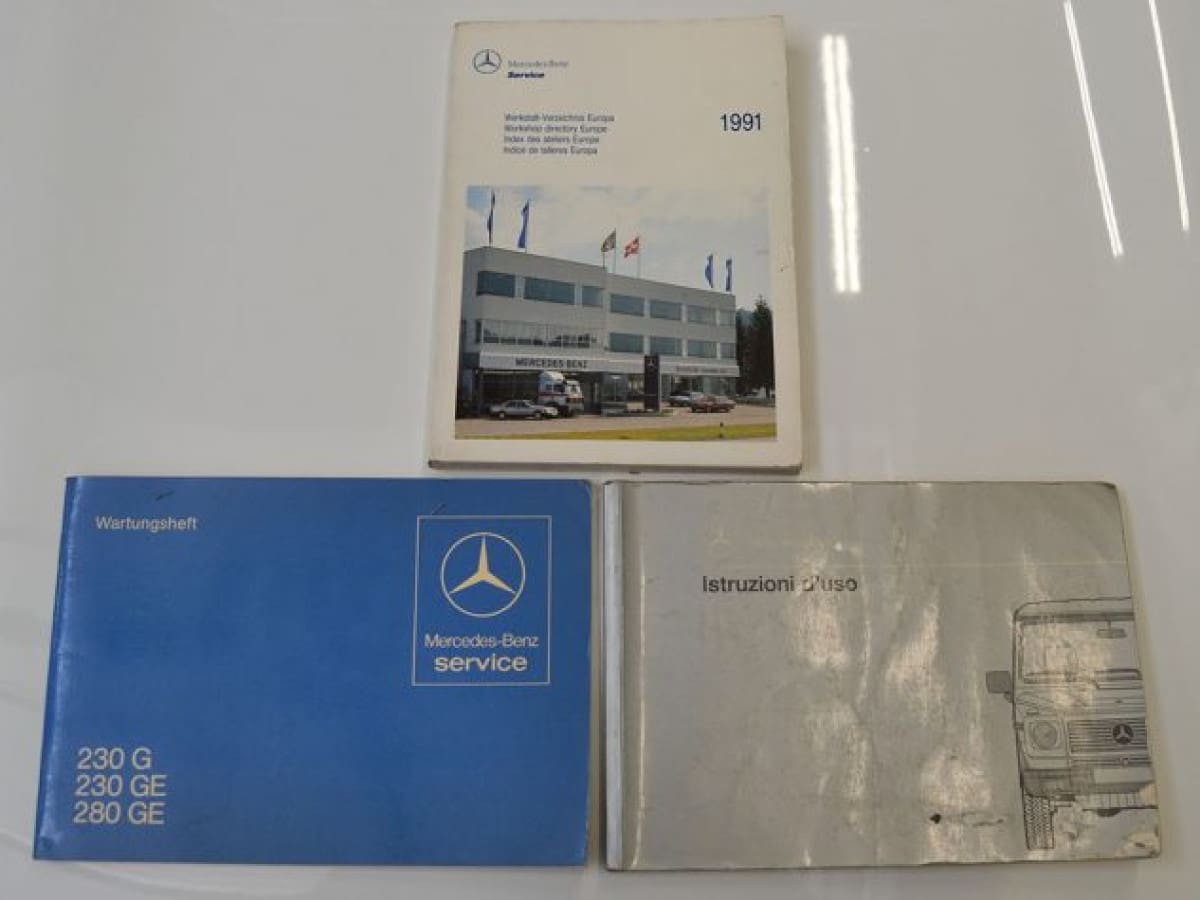 Mercedes-Benz
Service
Werkstatt-Verzeichnis Europa
Workshop directory Europe
Index des ateliers Europe
Indice de talleres Europa
1991
MERCEDES-BENZ
Wartungsheft
Mercedes-Benz
service
230 G
230 GE
280 GE
Istruzioni d'uso